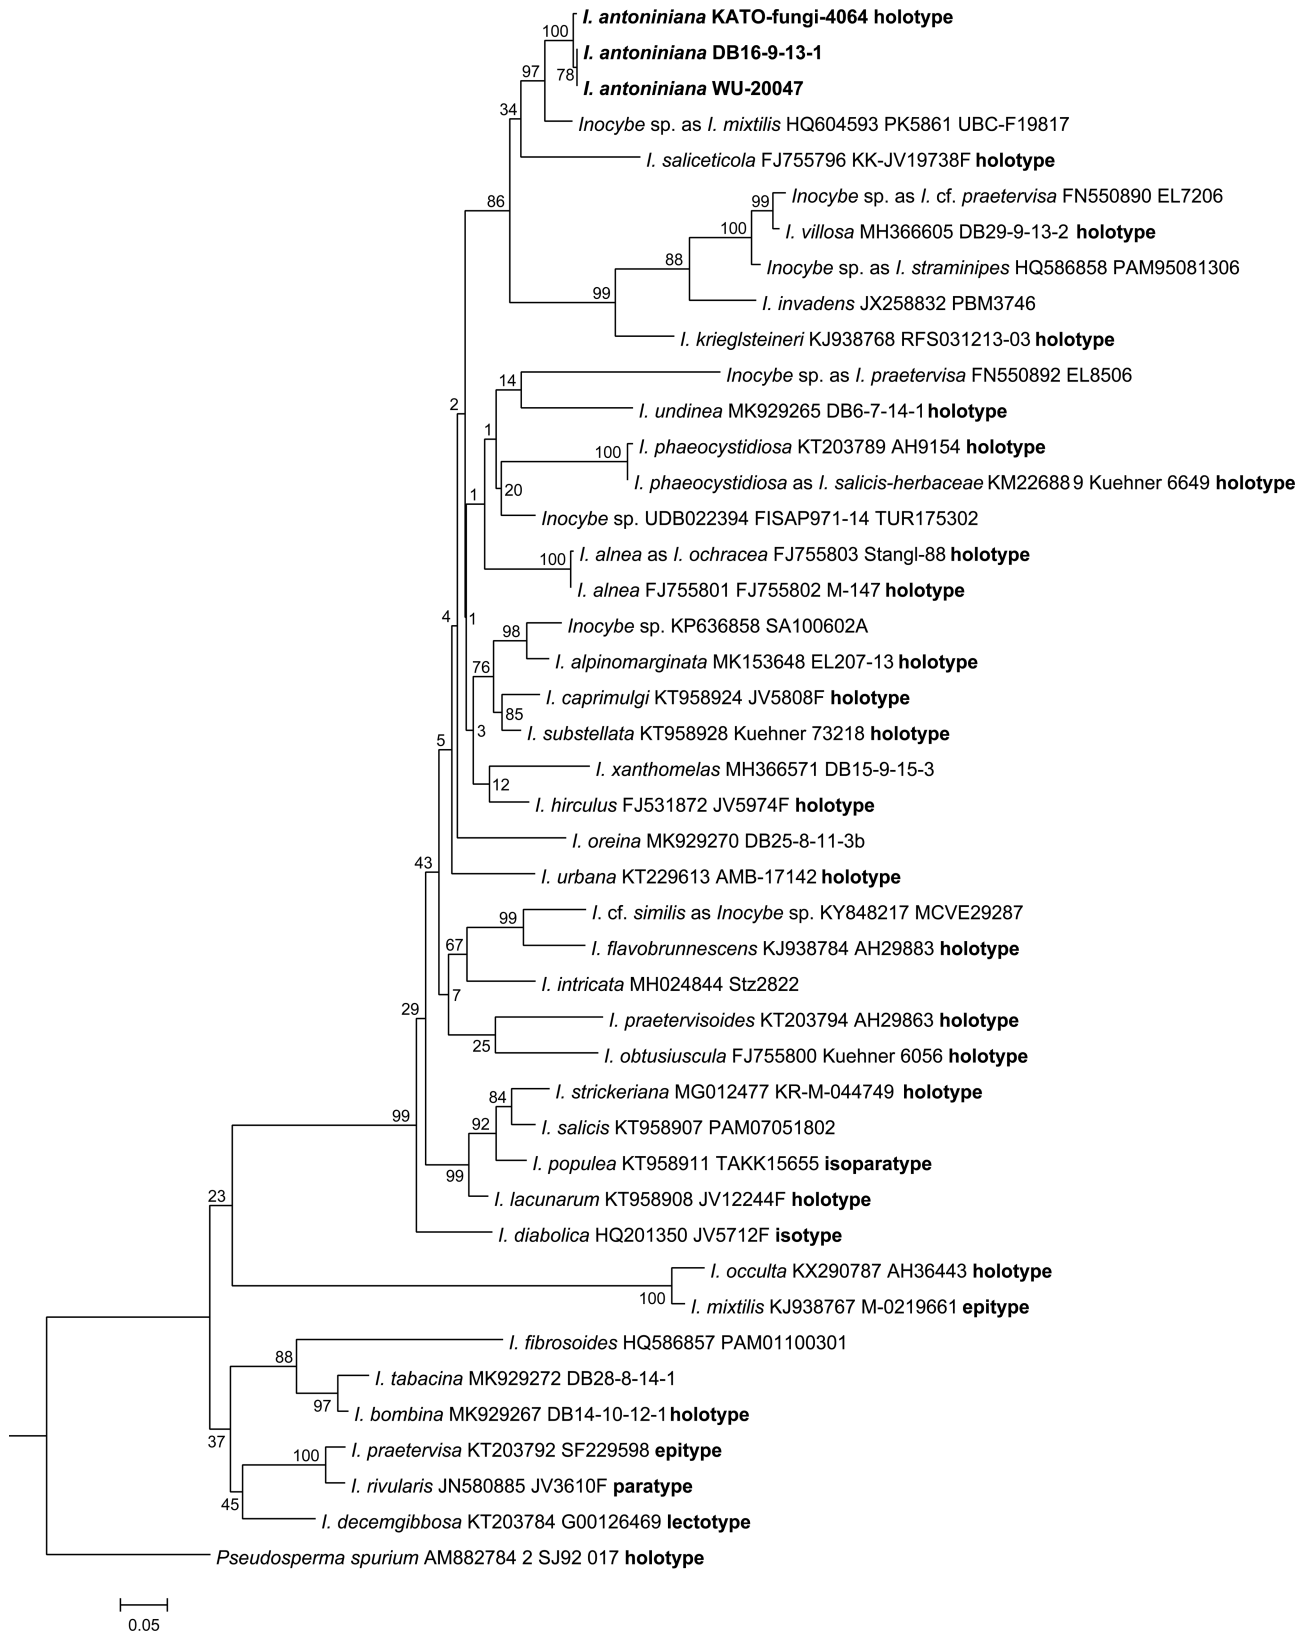 I. antoniniana KATO-fungi-4064 holotype
100
I. antoniniana DB16-9-13-1
97
78
I. antoniniana WU-20047
34
Inocybe sp. as I. mixtilis HQ604593 PK5861 UBC-F19817
I. saliceticola FJ755796 KK-JV19738F holotype
86
99
Inocybe sp. as I. cf. praetervisa FN550890 EL7206
100
I. villosa MH366605 DB29-9-13-2 holotype
88
Inocybe sp. as I. straminipes HQ586858 PAM95081306
99
I. invadens JX258832 PBM3746
I. krieglsteineri KJ938768 RFS031213-03 holotype
14
Inocybe sp. as I. praetervisa FN550892 EL8506
2
I. undinea MK929265 DB6-7-14-1 holotype
1
100
I. phaeocystidiosa KT203789 AH9154 holotype
1
20
I. phaeocystidiosa as I. salicis-herbaceae KM226889 Kuehner 6649 holotype
Inocybe sp. UDB022394 FISAP971-14 TUR175302
100
I. alnea as I. ochracea FJ755803 Stangl-88 holotype
I. alnea FJ755801 FJ755802 M-147 holotype
4
1
98
Inocybe sp. KP636858 SA100602A
76
I. alpinomarginata MK153648 EL207-13 holotype
I. caprimulgi KT958924 JV5808F holotype
85
3
I. substellata KT958928 Kuehner 73218 holotype
5
I. xanthomelas MH366571 DB15-9-15-3
12
I. hirculus FJ531872 JV5974F holotype
I. oreina MK929270 DB25-8-11-3b
43
I. urbana KT229613 AMB-17142 holotype
99
I. cf. similis as Inocybe sp. KY848217 MCVE29287
67
I. flavobrunnescens KJ938784 AH29883 holotype
I. intricata MH024844 Stz2822
7
29
I. praetervisoides KT203794 AH29863 holotype
25
I. obtusiuscula FJ755800 Kuehner 6056 holotype
84
I. strickeriana MG012477 KR-M-044749 holotype
99
92
I. salicis KT958907 PAM07051802
I. populea KT958911 TAKK15655 isoparatype
99
I. lacunarum KT958908 JV12244F holotype
23
I. diabolica HQ201350 JV5712F isotype
I. occulta KX290787 AH36443 holotype
100
I. mixtilis KJ938767 M-0219661 epitype
I. fibrosoides HQ586857 PAM01100301
88
I. tabacina MK929272 DB28-8-14-1
97
I. bombina MK929267 DB14-10-12-1 holotype
37
100
I. praetervisa KT203792 SF229598 epitype
I. rivularis JN580885 JV3610F paratype
45
I. decemgibbosa KT203784 G00126469 lectotype
Pseudosperma spurium AM882784 2 SJ92 017 holotype
0.05